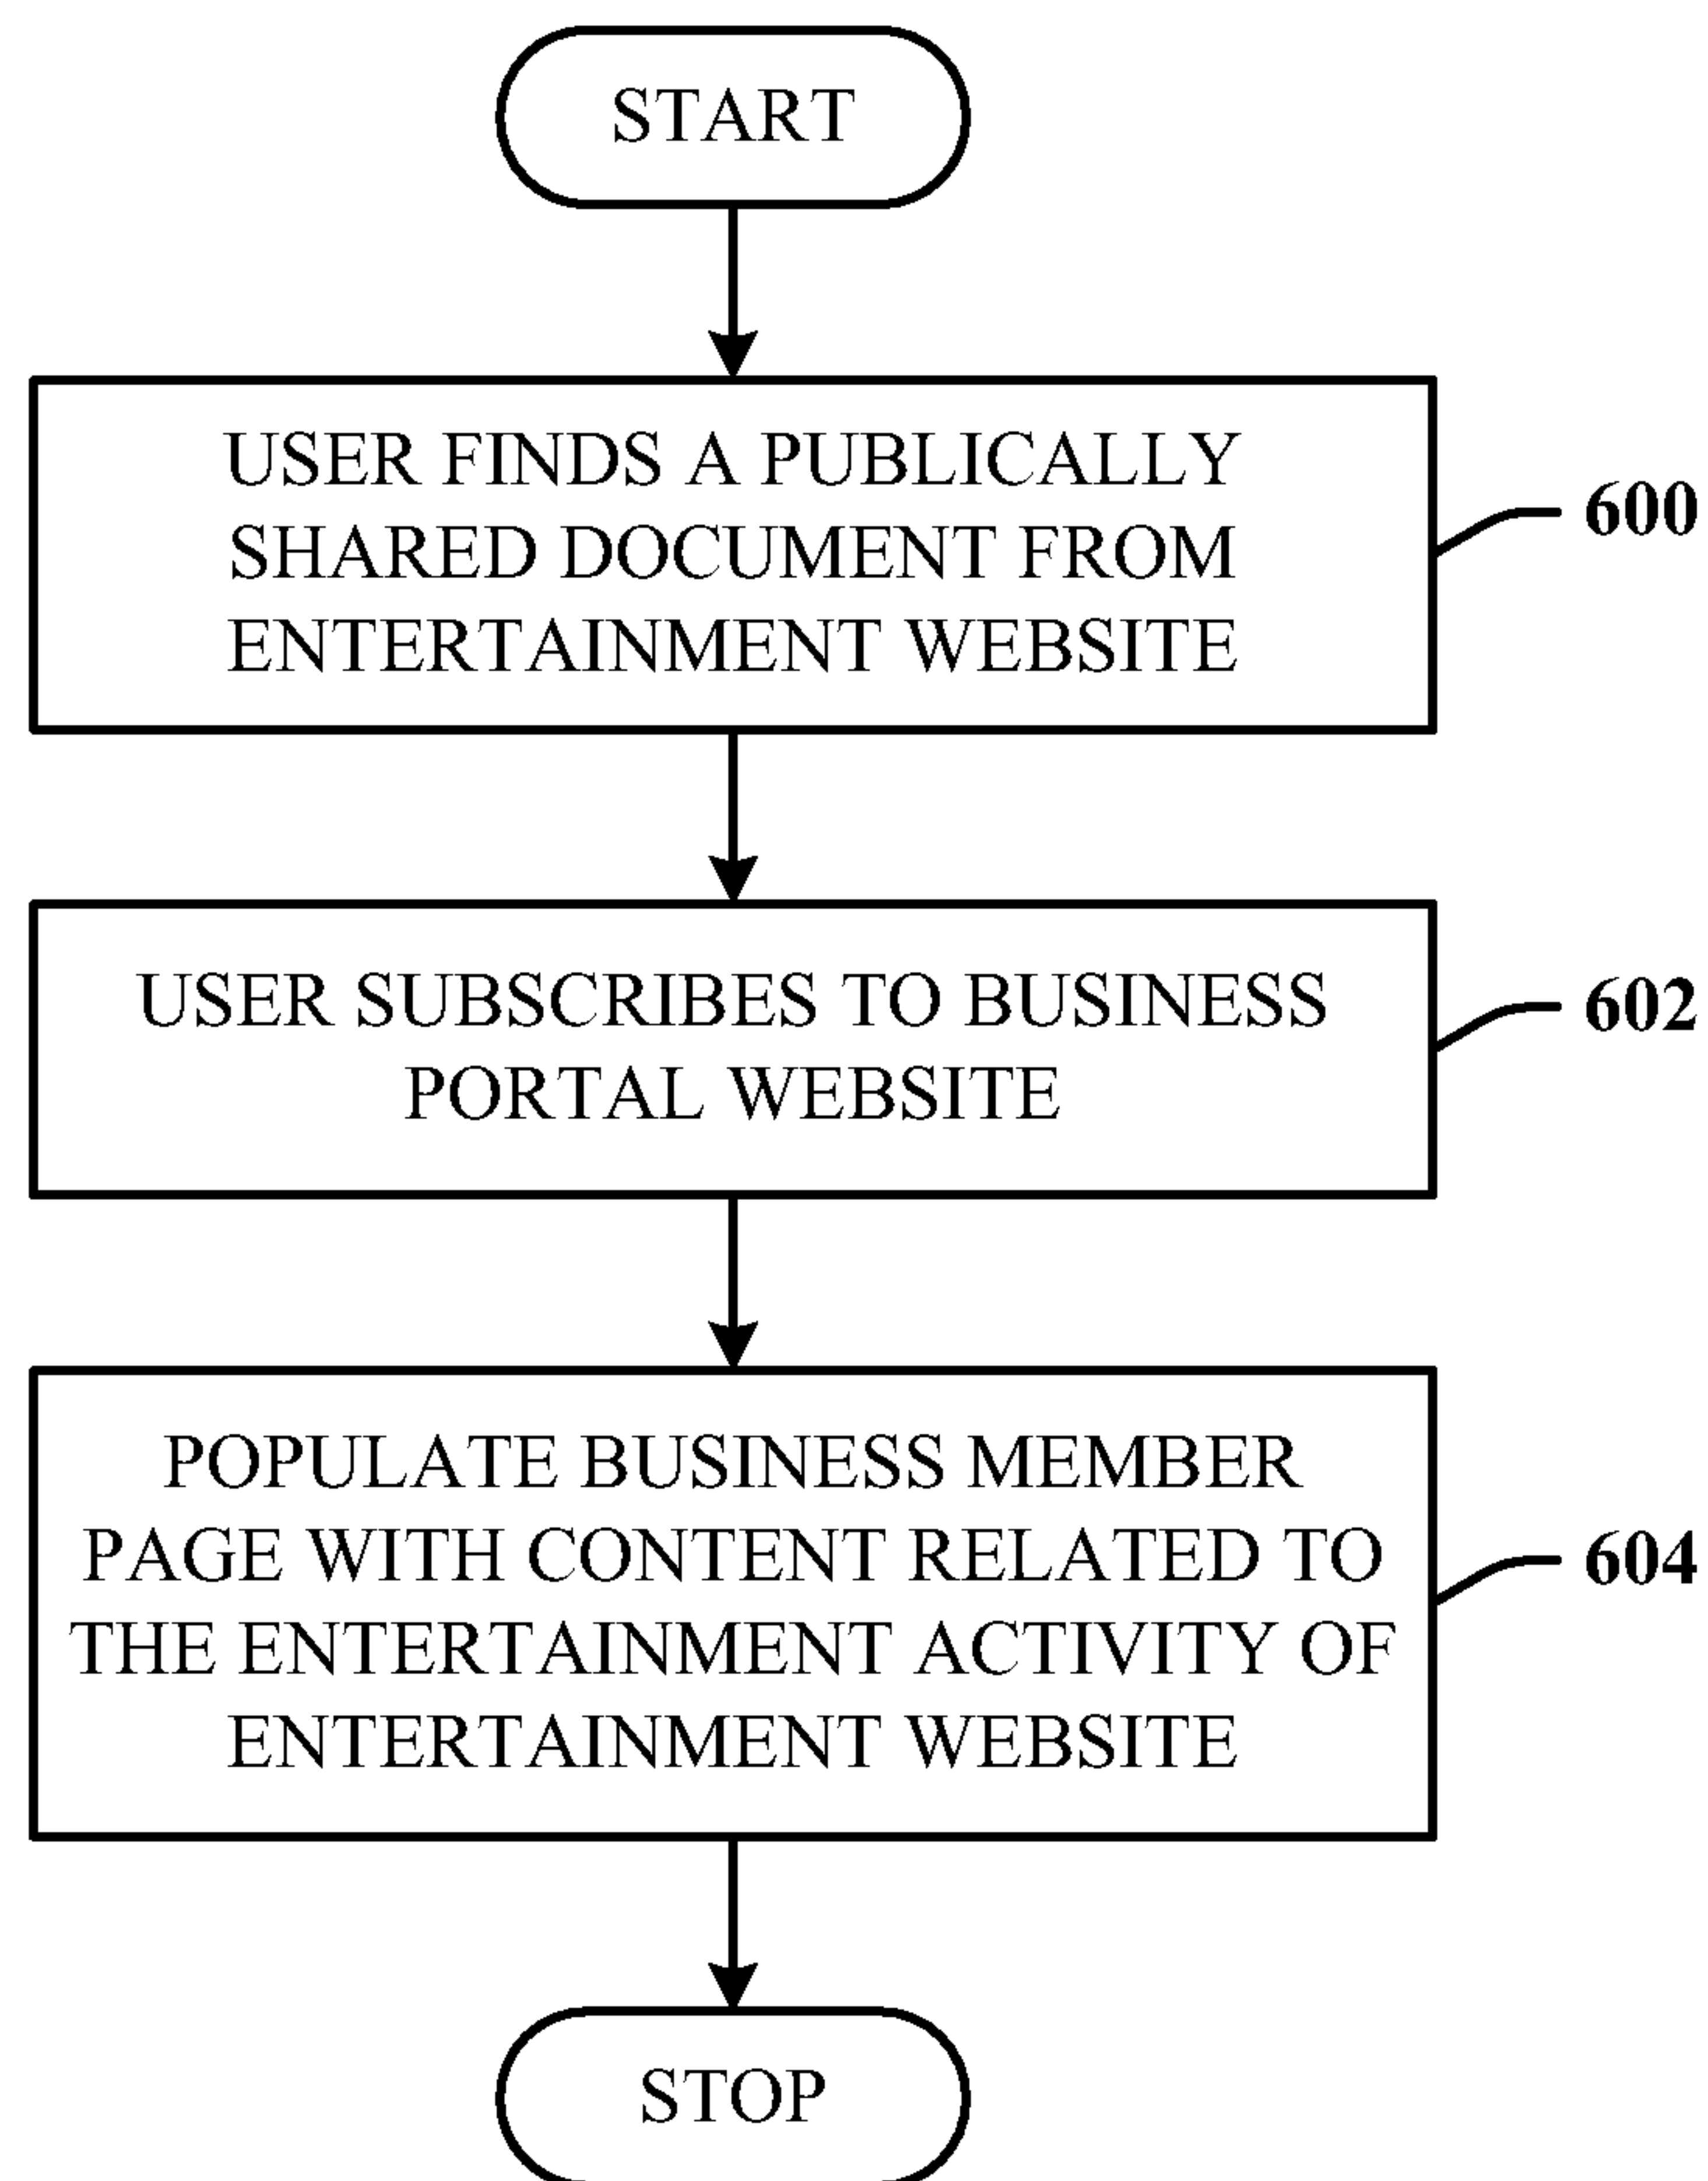 START
USER FINDS A PUBLICALLY
SHARED DOCUMENT FROM
ENTERTAINMENT WEBSITE
600
USER SUBSCRIBES TO BUSINESS
PORTAL WEBSITE
602
POPULATE BUSINESS MEMBER
PAGE WITH CONTENT RELATED TO
THE ENTERTAINMENT ACTIVITY OF
ENTERTAINMENT WEBSITE
604
STOP